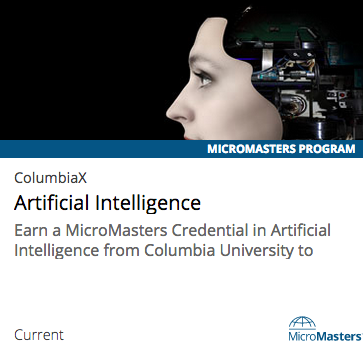 MICROMASTERS PROGRAM
ColumbiaX
Artificial Intelligence
Earn a MicroMasters Credential in Artificial
Intelligence from Columbia University to
Current
MicroMasters